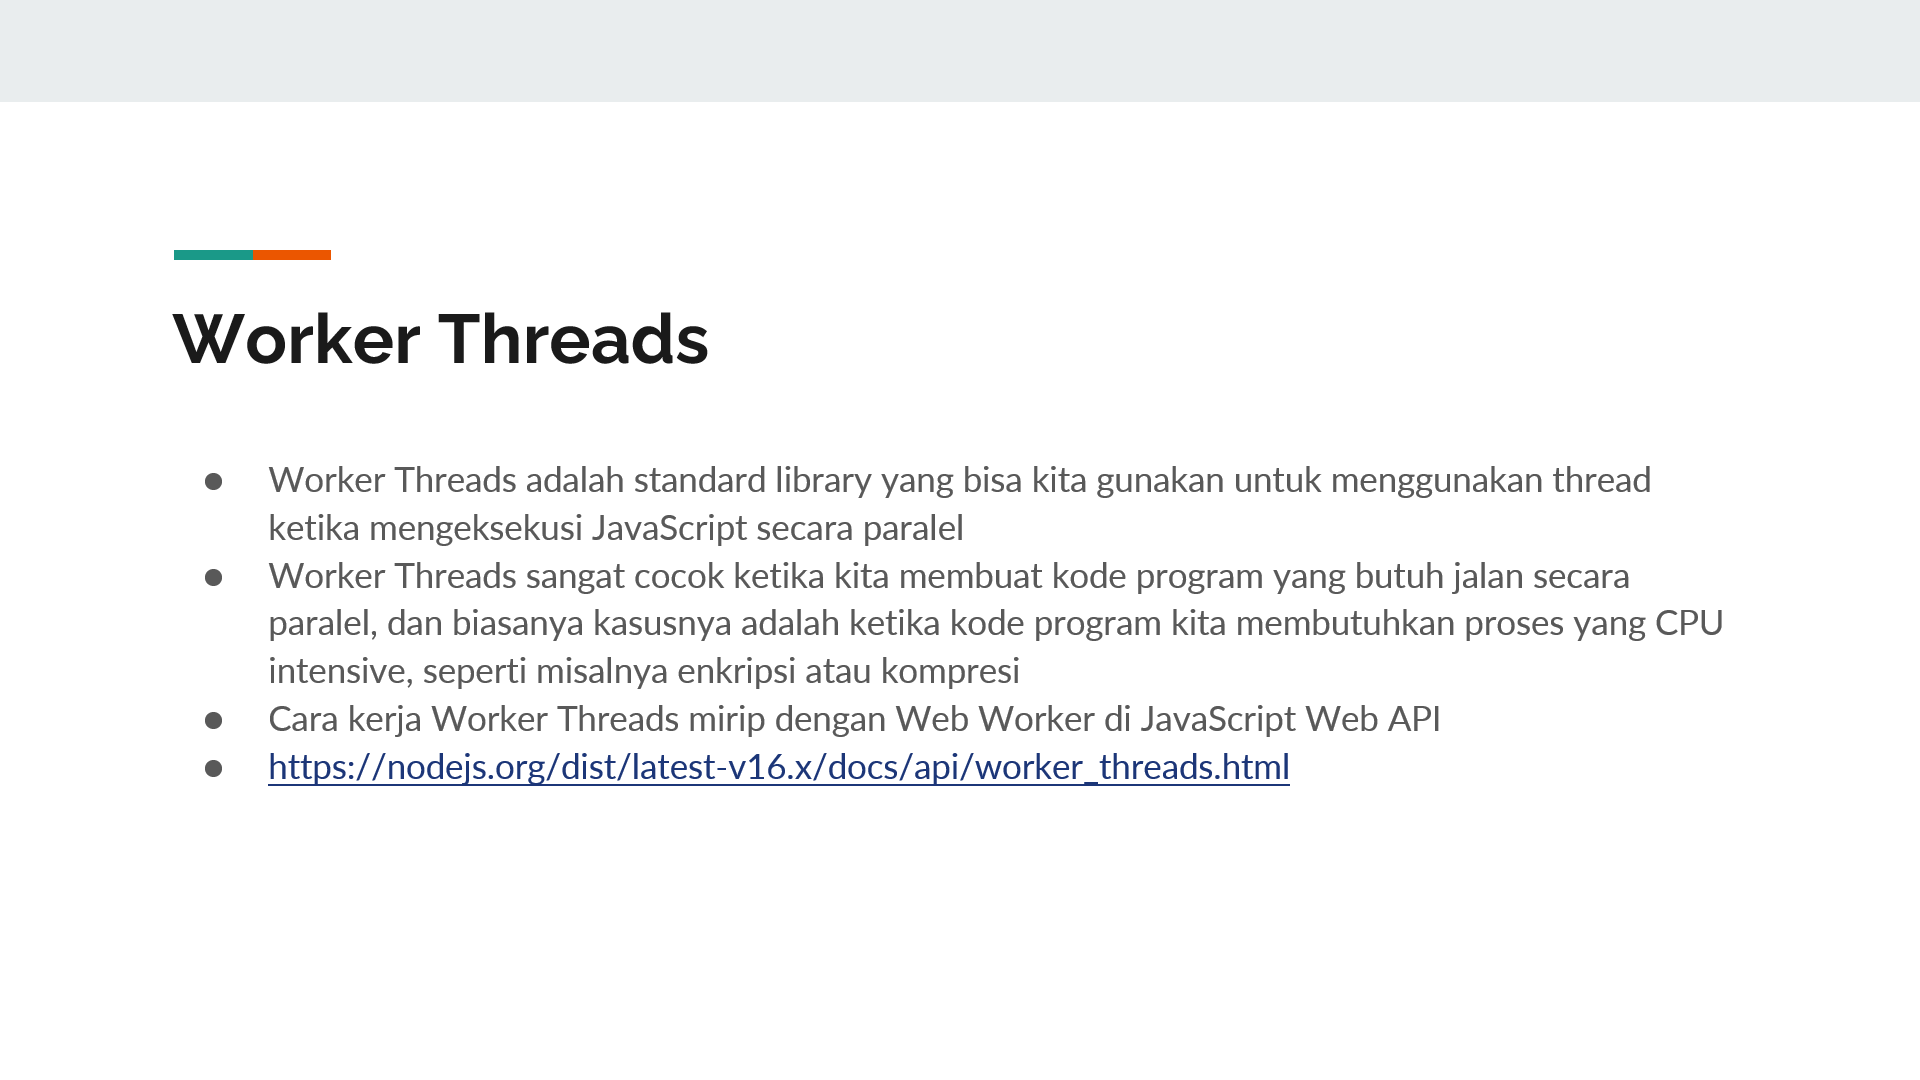 Worker Threads
● Worker Threads adalah standard library yang bisa kita gunakan untuk menggunakan thread
ketika mengeksekusi JavaScript secara paralel
● Worker Threads sangat cocok ketika kita membuat kode program yang butuh jalan secara
paralel, dan biasanya kasusnya adalah ketika kode program kita membutuhkan proses yang CPU
intensive, seperti misalnya enkripsi atau kompresi
● Cara kerja Worker Threads mirip dengan Web Worker di JavaScript Web API
● https://nodejs.org/dist/latest-v16.x/docs/api/worker_threads.html